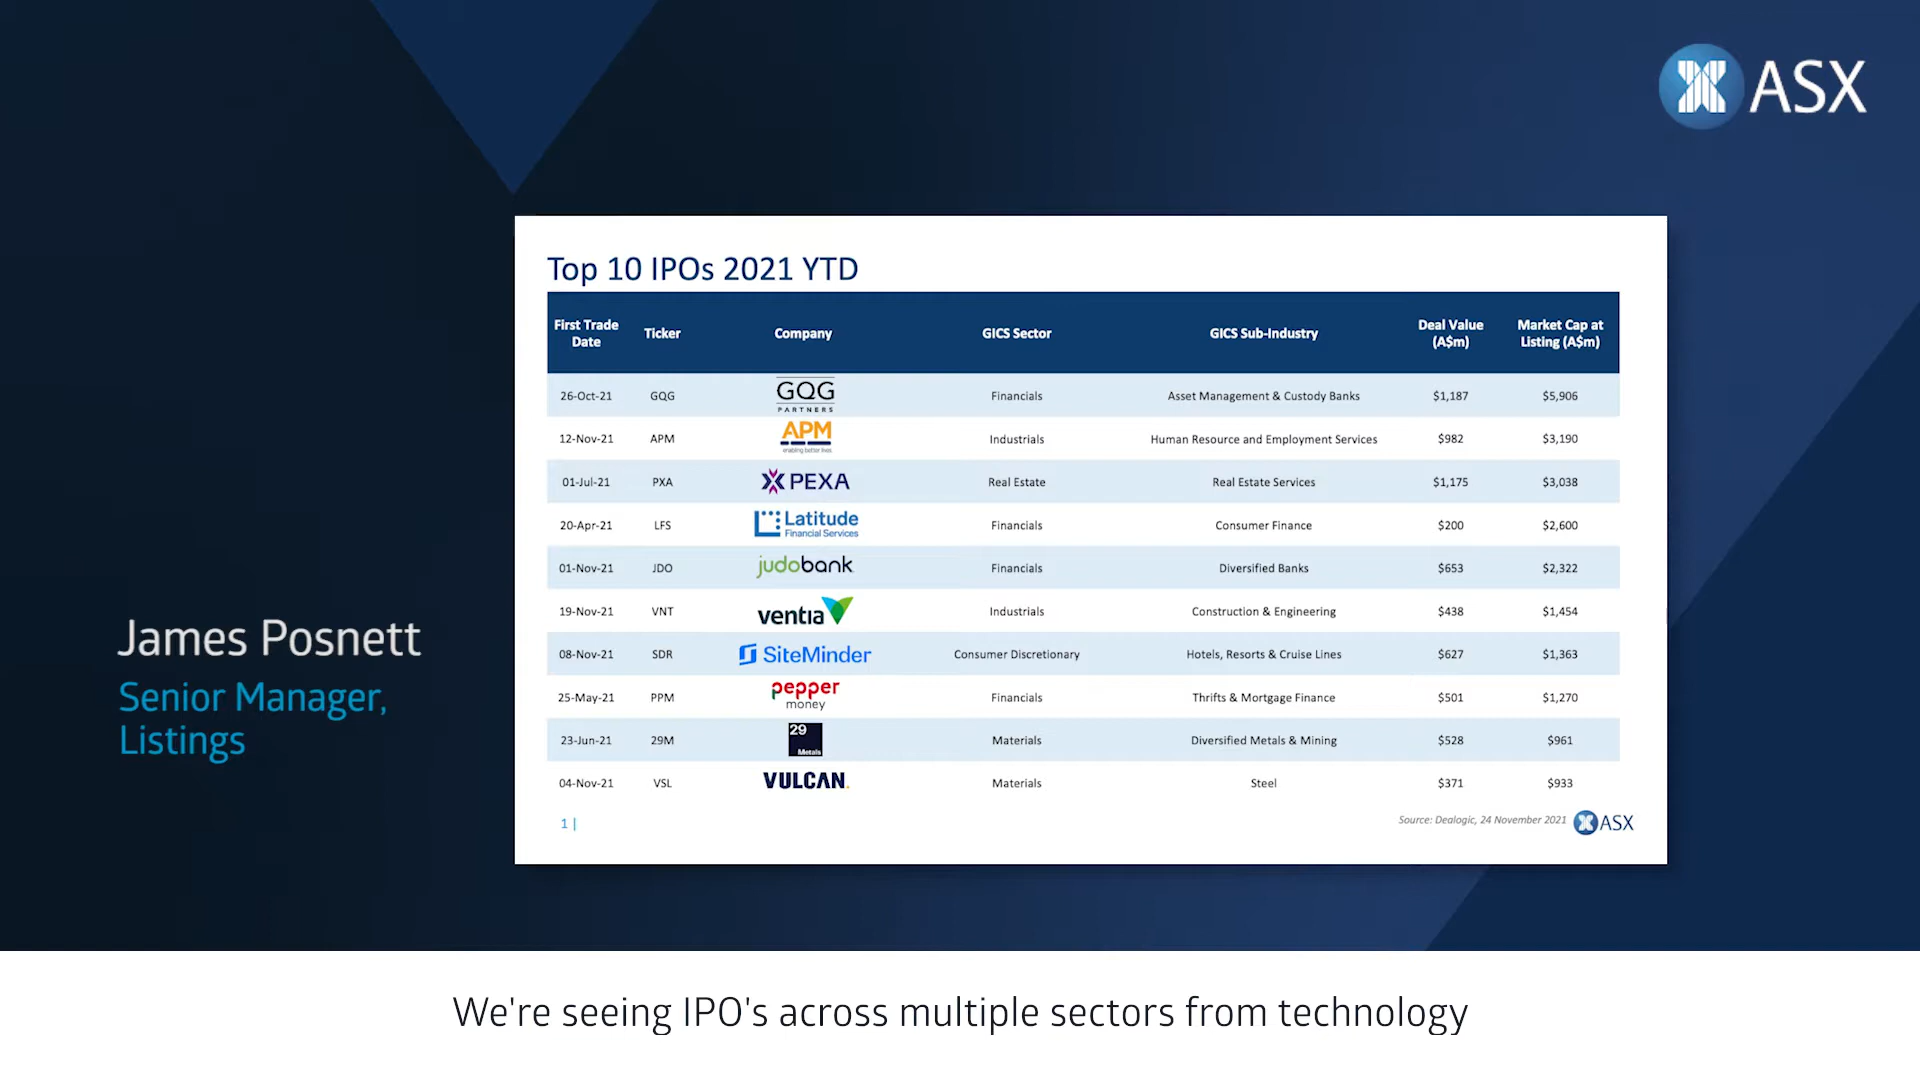 ASX
Top 10 IPOs 2021 YTD
First Trade Date Ticker Company GICS Sector GICS Sub-Industry Deal Value (A$m) Market Cap at Listing (A$m)
26-Oct-21 GQG GQG PARTNERS Financials Asset Management & Custody Banks $1,187 $5,906
12-Nov-21 APM APM enabling better lives Industrials Human Resource and Employment Services $982 $3,190
01-Jul-21 PXA PEXA Real Estate Real Estate Services $1,175 $3,038
20-Apr-21 LFS Latitude Financial Services Financials Consumer Finance $200 $2,600
01-Nov-21 JDO judobank Financials Diversified Banks $653 $2,322
19-Nov-21 VNT ventia Industrials Construction & Engineering $438 $1,454
08-Nov-21 SDR SiteMinder Consumer Discretionary Hotels, Resorts & Cruise Lines $627 $1,363
25-May-21 PPM pepper money Financials Thrifts & Mortgage Finance $501 $1,270
23-Jun-21 29M 29 Metals Materials Diversified Metals & Mining $528 $961
04-Nov-21 VSL VULCAN. Materials Steel $371 $933
1 |
Source: Dealogic, 24 November 2021 ASX
James Posnett
Senior Manager,
Listings
We're seeing IPO's across multiple sectors from technology